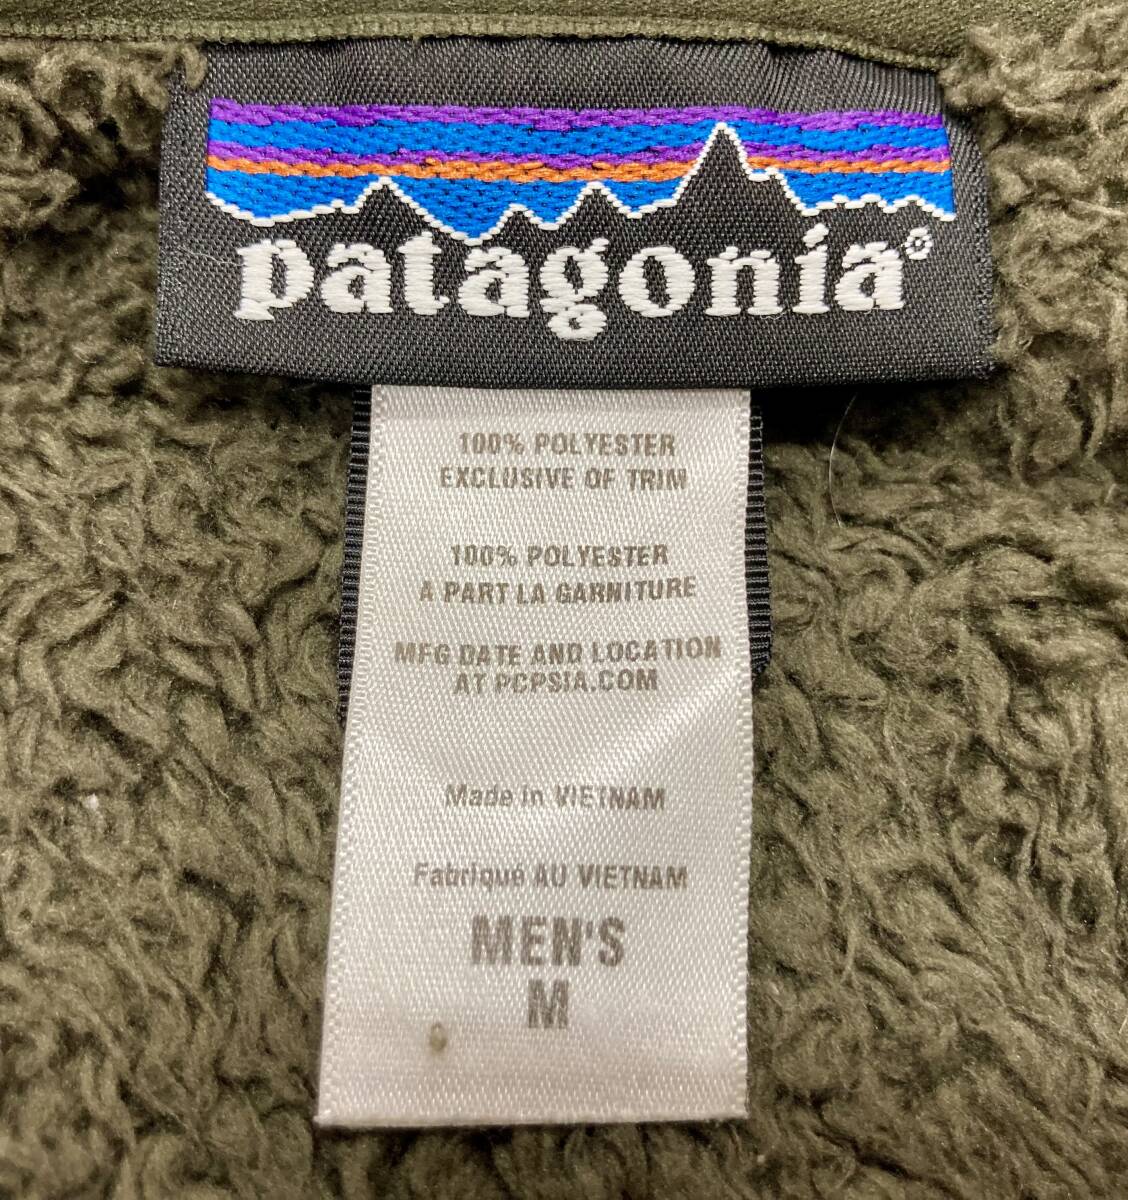 patagonia®
100% POLYESTER
EXCLUSIVE OF TRIM
100% POLYESTER
A PART LA GARNITURE
MFG DATE AND LOCATION
AT PCPSIA.COM
Made in VIETNAM
Fabriqué AU VIETNAM
MEN'S
M